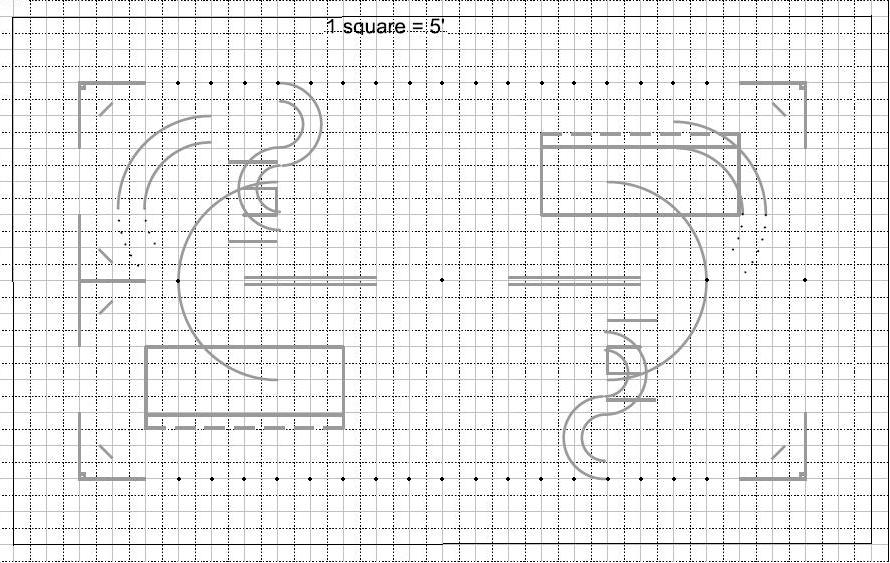 1 square = 5'